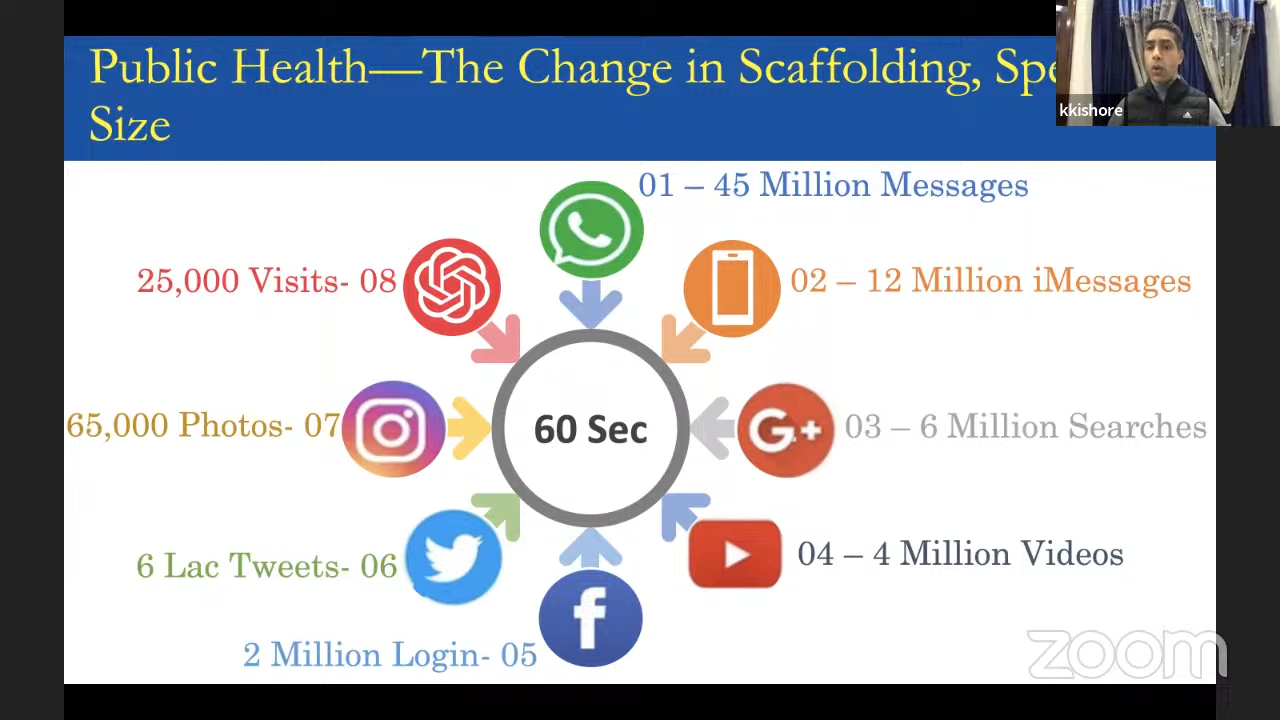 Public Health—The Change in Scaffolding,
Size
kkishore
01 – 45 Million Messages
25,000 Visits- 08
02 – 12 Million iMessages
65,000 Photos- 07
60 Sec
G+
03 – 6 Million Searches
6 Lac Tweets- 06
04 – 4 Million Videos
f
2 Million Login- 05
zoom